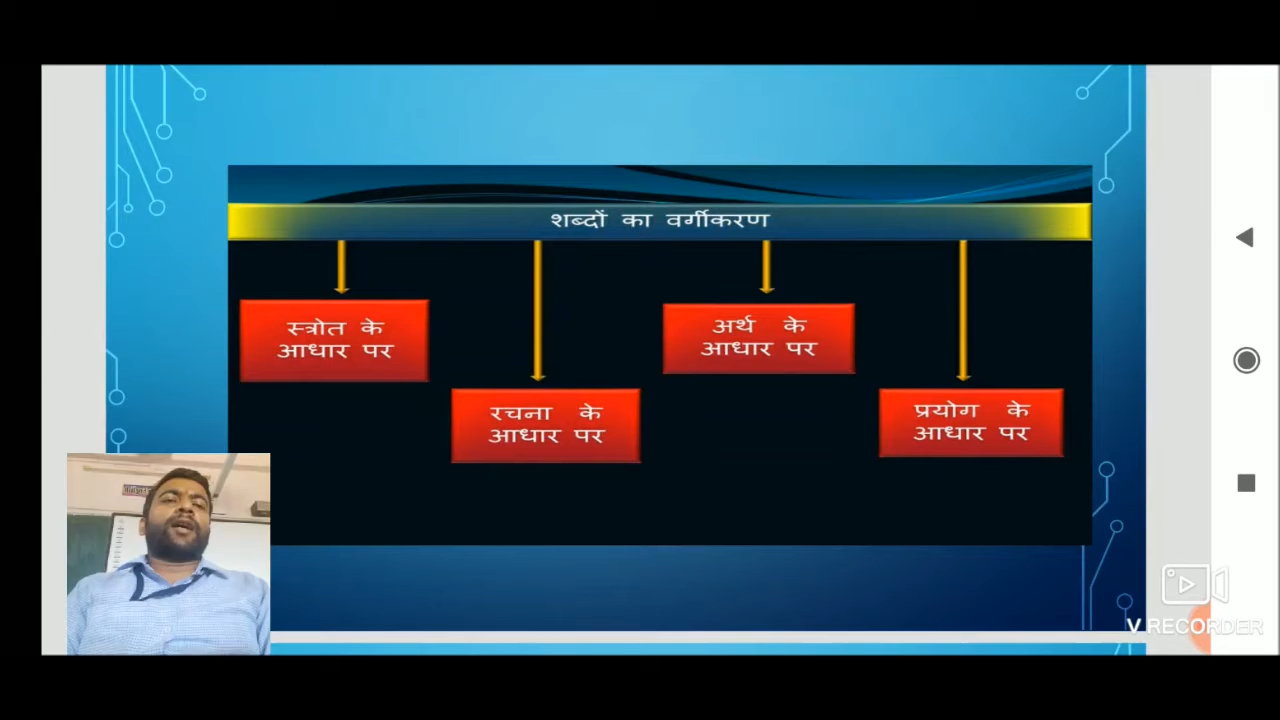 शब्दों का वर्गीकरण
स्त्रोत के
आधार पर
अर्थ के
आधार पर
रचना के
आधार पर
प्रयोग के
आधार पर
V RECORDER